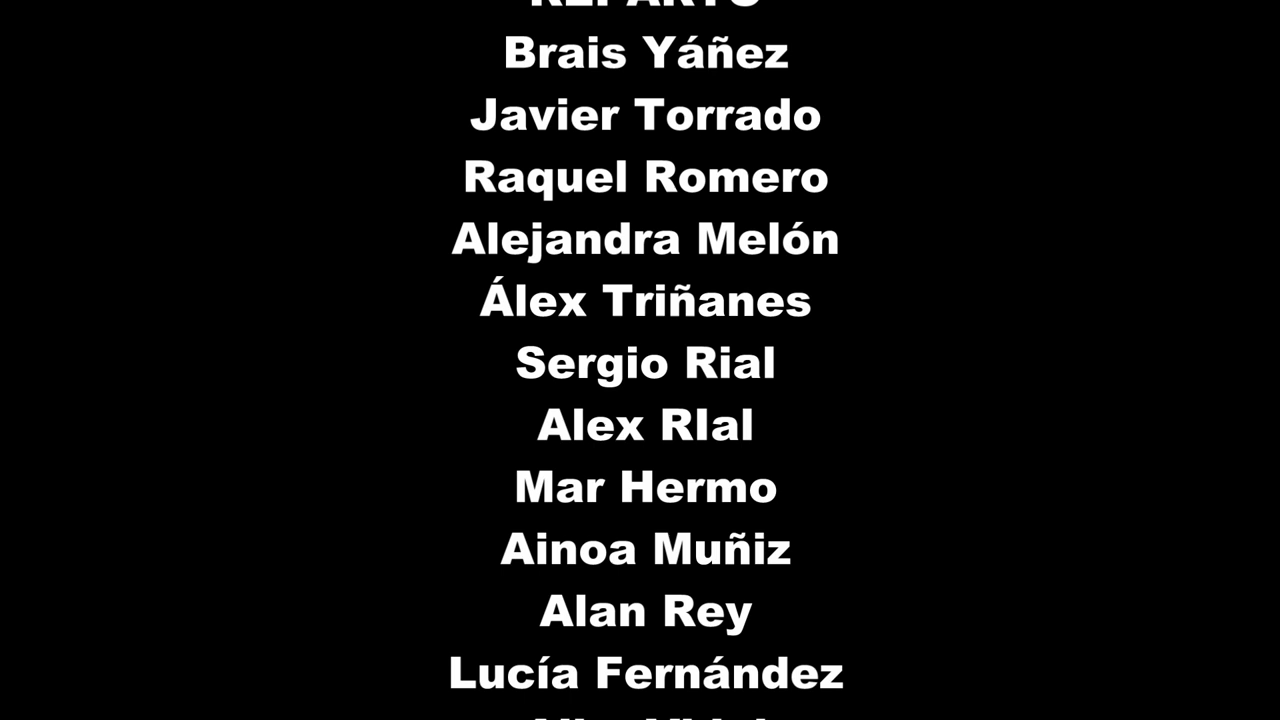 REPARTO
Brais Yáñez
Javier Torrado
Raquel Romero
Alejandra Melón
Álex Triñanes
Sergio Rial
Alex RIal
Mar Hermo
Ainoa Muñiz
Alan Rey
Lucía Fernández